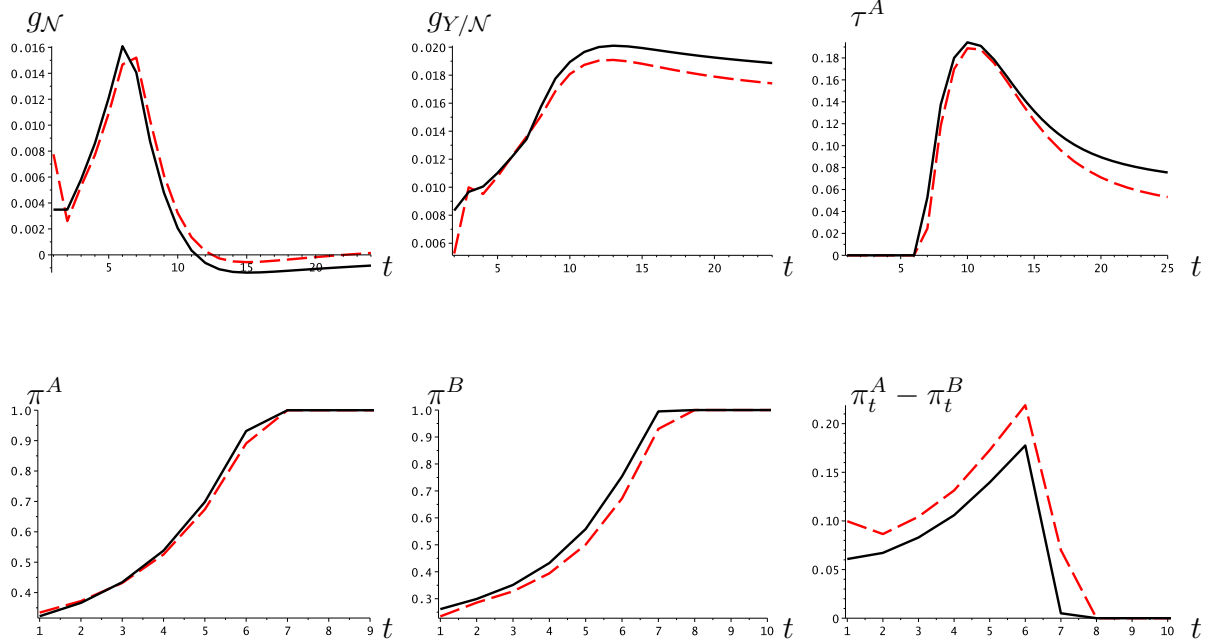 g_N g_{Y/N} τ^A
0.016 0.014 0.012 0.010 0.008 0.006 0.004 0.002 0
1 5 10 15 20 t
0.020 0.018 0.016 0.014 0.012 0.010 0.008 0.006
5 10 15 20 t
0.18 0.16 0.14 0.12 0.10 0.08 0.06 0.04 0.02 0
5 10 15 20 25 t
π^A π^B π_t^A − π_t^B
1.0 0.9 0.8 0.7 0.6 0.5 0.4
1 2 3 4 5 6 7 8 9 t
1.0 0.9 0.8 0.7 0.6 0.5 0.4 0.3
1 2 3 4 5 6 7 8 9 10 t
0.20 0.15 0.10 0.05 0
1 2 3 4 5 6 7 8 9 10 t